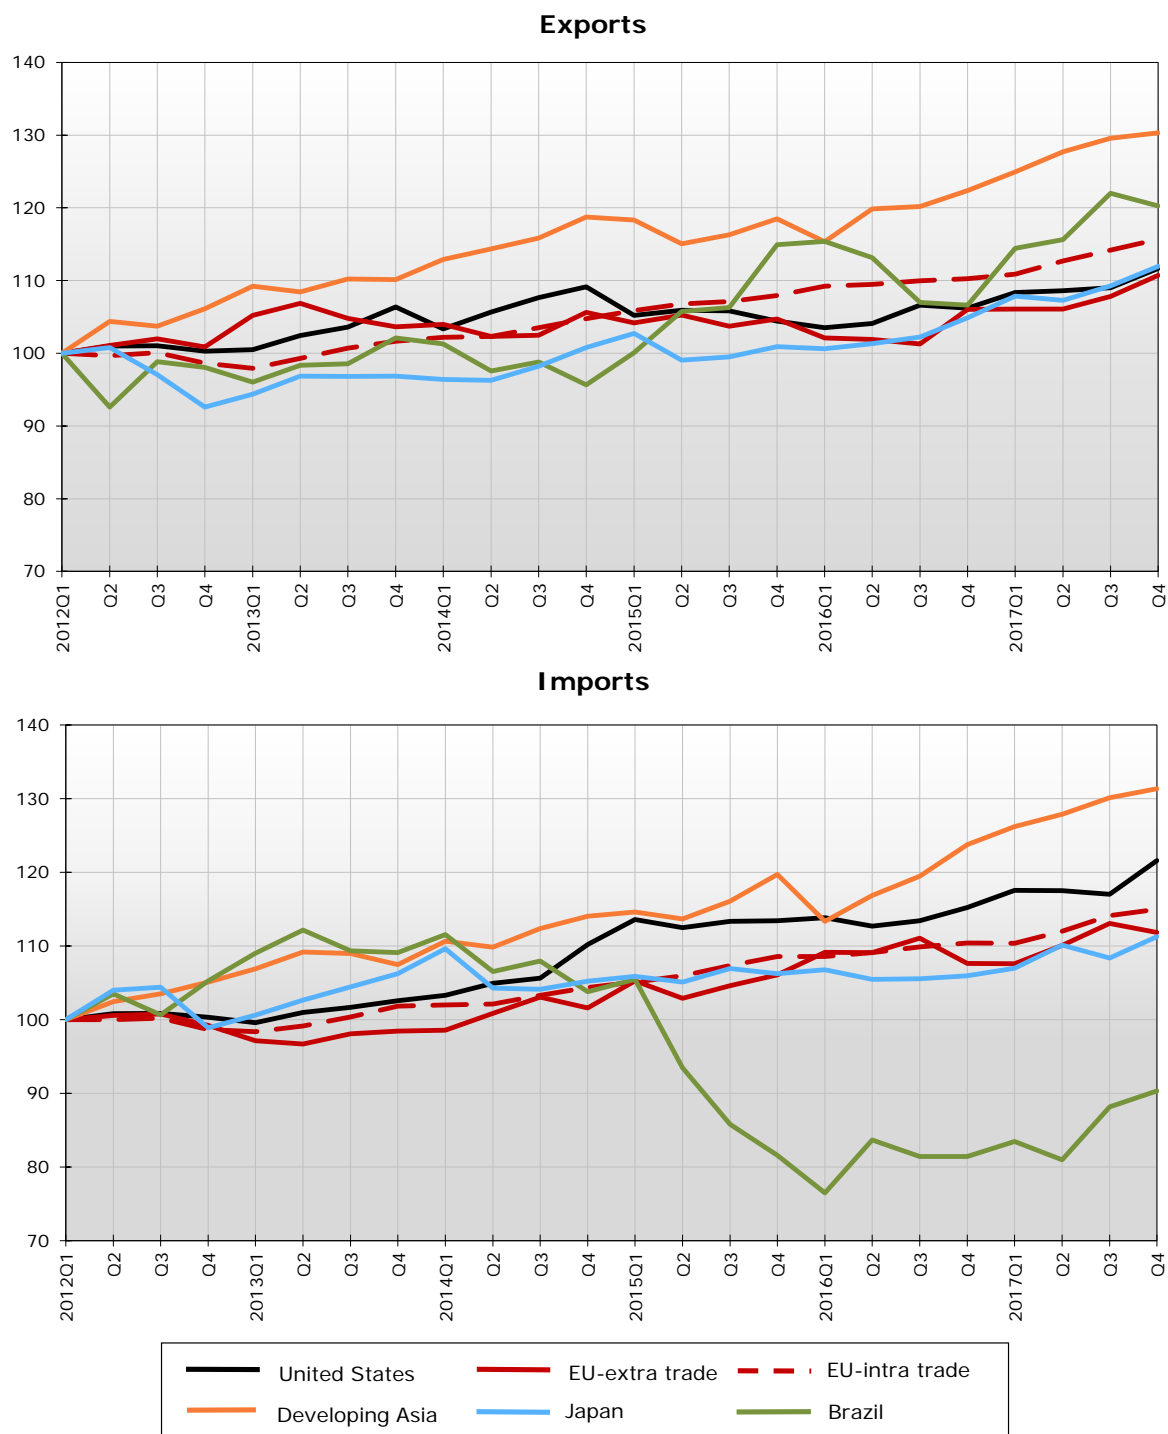 Exports
140
130
120
110
100
90
80
70
2012Q1 Q2 Q3 Q4 2013Q1 Q2 Q3 Q4 2014Q1 Q2 Q3 Q4 2015Q1 Q2 Q3 Q4 2016Q1 Q2 Q3 Q4 2017Q1 Q2 Q3 Q4
Imports
140
130
120
110
100
90
80
70
2012Q1 Q2 Q3 Q4 2013Q1 Q2 Q3 Q4 2014Q1 Q2 Q3 Q4 2015Q1 Q2 Q3 Q4 2016Q1 Q2 Q3 Q4 2017Q1 Q2 Q3 Q4
United States EU-extra trade EU-intra trade
Developing Asia Japan Brazil